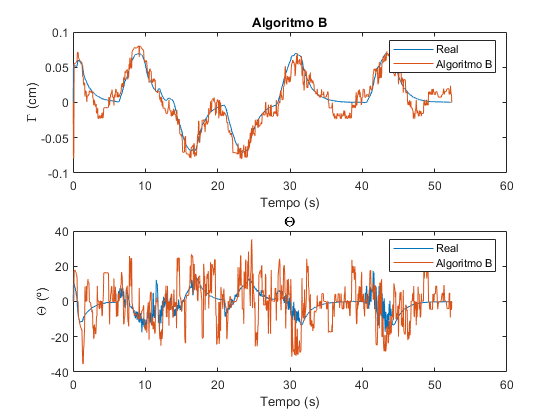 Algoritmo B
0.1
0.05
0
-0.05
-0.1
Γ (cm)
Real
Algoritmo B
0 10 20 30 40 50 60
Tempo (s)
Θ
40
20
0
-20
-40
Θ (º)
Real
Algoritmo B
0 10 20 30 40 50 60
Tempo (s)